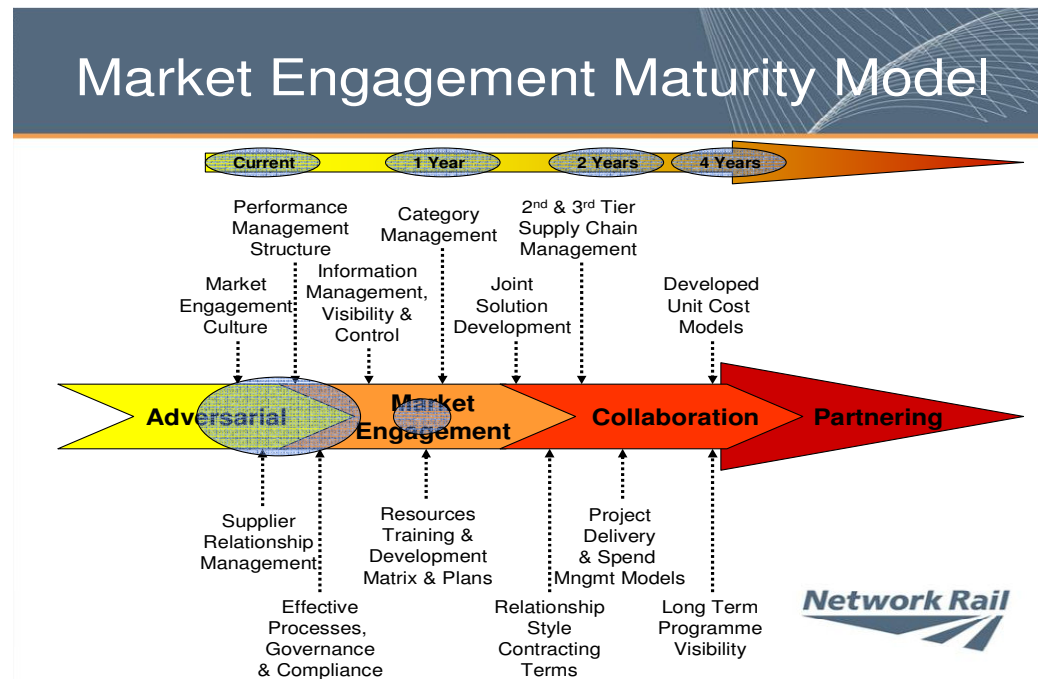 Market Engagement Maturity Model
Current
1 Year
2 Years
4 Years
Performance
Management
Structure
Category
Management
2nd & 3rd Tier
Supply Chain
Management
Market
Engagement
Culture
Information
Management,
Visibility &
Control
Joint
Solution
Development
Developed
Unit Cost
Models
Adversarial
Market
Engagement
Collaboration
Partnering
Supplier
Relationship
Management
Resources
Training &
Development
Matrix & Plans
Project
Delivery
& Spend
Mngmt Models
Effective
Processes,
Governance
& Compliance
Relationship
Style
Contracting
Terms
Long Term
Programme
Visibility
Network Rail